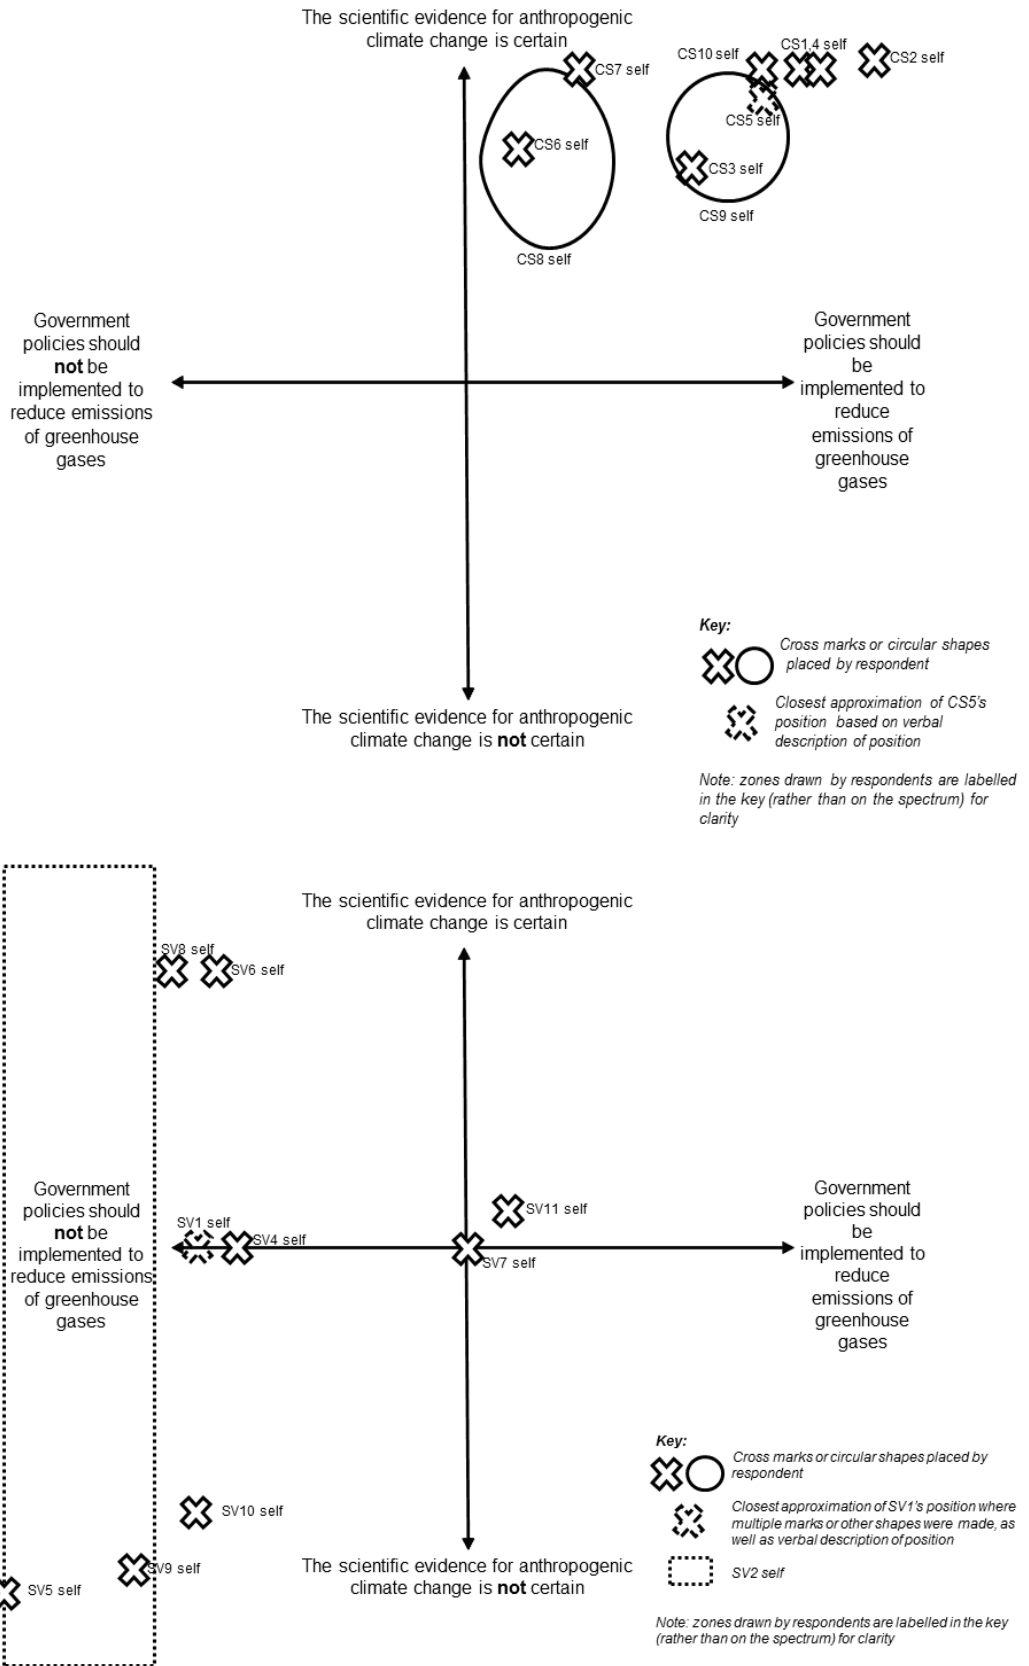 The scientific evidence for anthropogenic
climate change is certain
CS7 self
CS10 self
CS1,4 self
CS2 self
CS5 self
CS6 self
CS3 self
CS9 self
CS8 self
Government
policies should
not be
implemented to
reduce emissions
of greenhouse
gases
Government
policies should
be
implemented to
reduce
emissions of
greenhouse
gases
The scientific evidence for anthropogenic
climate change is not certain
Key:
Cross marks or circular shapes
placed by respondent
Closest approximation of CS5's
position based on verbal
description of position
Note: zones drawn by respondents are labelled
in the key (rather than on the spectrum) for
clarity
The scientific evidence for anthropogenic
climate change is certain
SV8 self
SV6 self
Government
policies should
not be
implemented to
reduce emissions
of greenhouse
gases
SV1 self
SV4 self
SV11 self
SV7 self
Government
policies should
be
implemented to
reduce
emissions of
greenhouse
gases
SV10 self
SV9 self
SV5 self
The scientific evidence for anthropogenic
climate change is not certain
Key:
Cross marks or circular shapes placed by
respondent
Closest approximation of SV1's position where
multiple marks or other shapes were made, as
well as verbal description of position
SV2 self
Note: zones drawn by respondents are labelled in the key
(rather than on the spectrum) for clarity